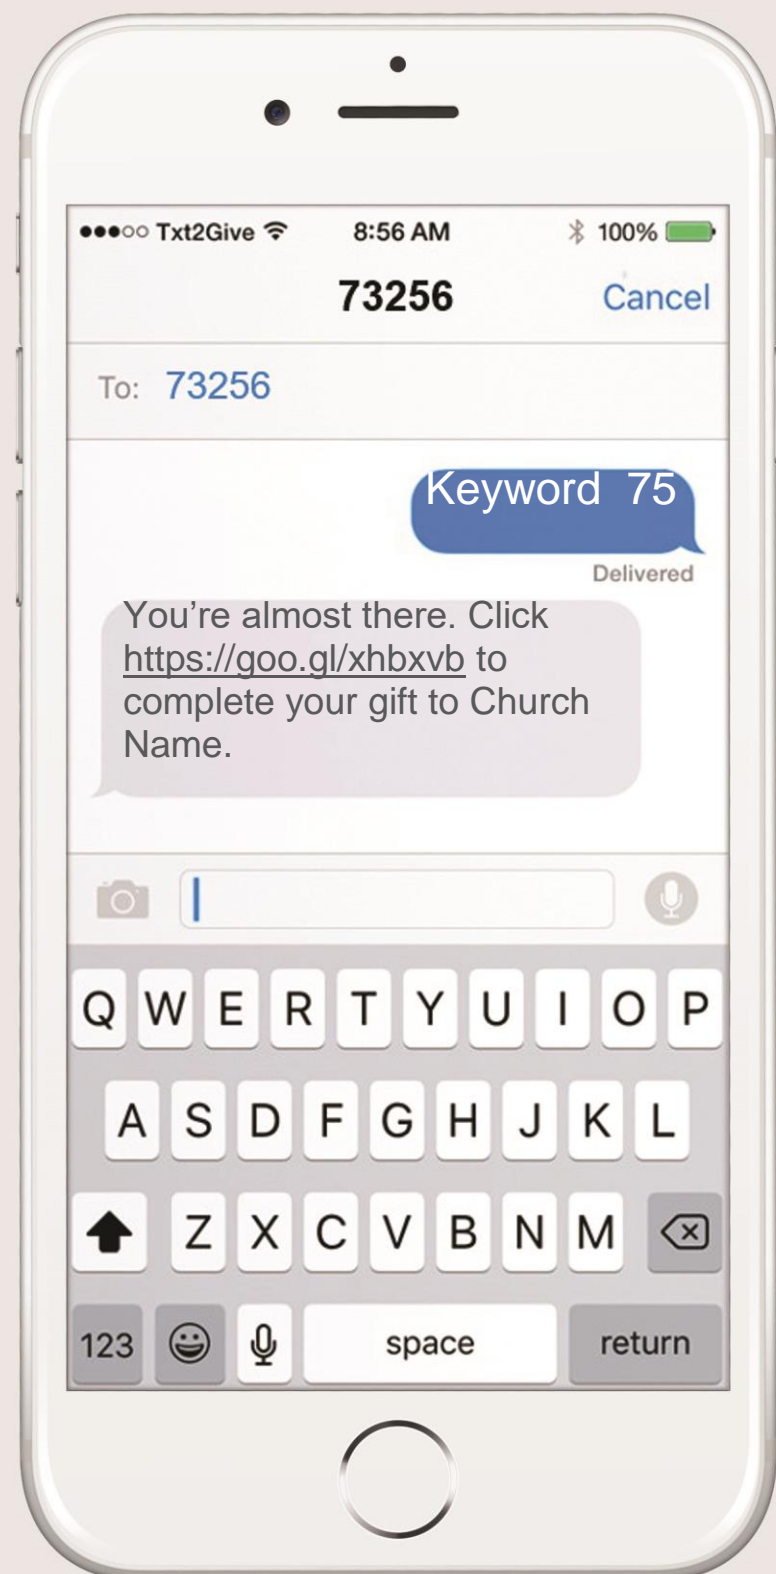 Txt2Give 8:56 AM 100%
73256 Cancel
To: 73256
Keyword 75
Delivered
You’re almost there. Click
https://goo.gl/xhbxvb to
complete your gift to Church
Name.
Q W E R T Y U I O P
A S D F G H J K L
Z X C V B N M
123 space return